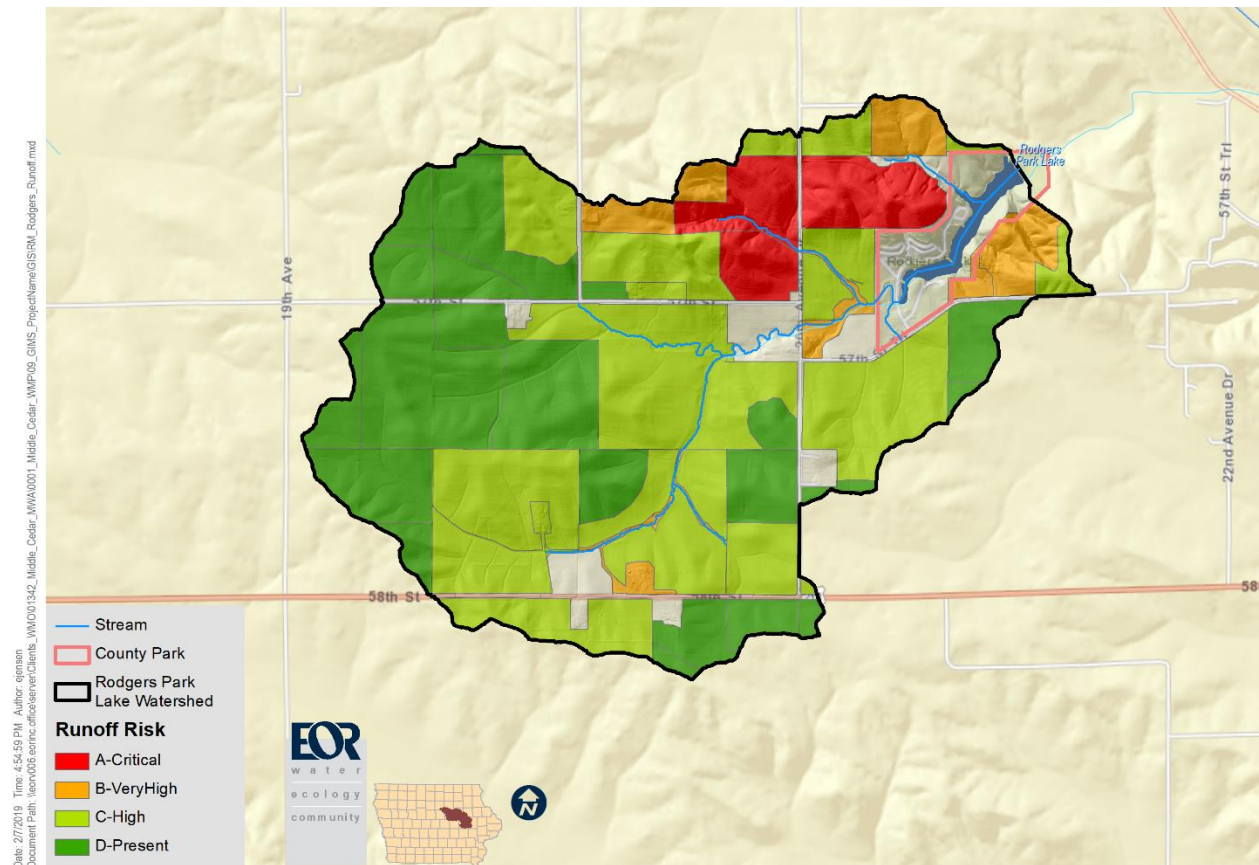 Rodgers
Park Lake
57th St Trl
19th Ave
57th St
57th St
22nd Avenue Dr
57th St
58th St
58th St
Stream
County Park
Rodgers Park
Lake Watershed
Runoff Risk
A-Critical
B-VeryHigh
C-High
D-Present
EOR
water
ecology
community
N
Date: 2/7/2019 Time: 4:54:59 PM Author: ejensen